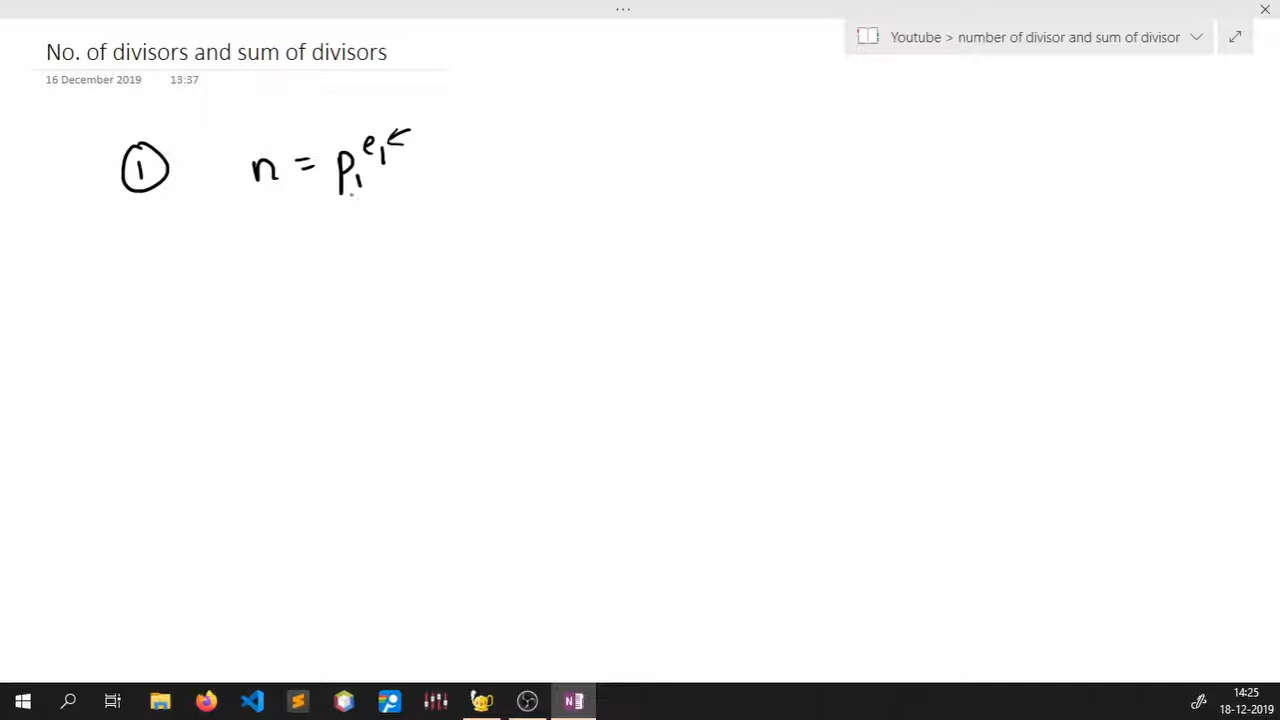 ...
No. of divisors and sum of divisors
Youtube > number of divisor and sum of divisor
16 December 2019 13:37
① n = p₁^e₁ ←
14:25
18-12-2019